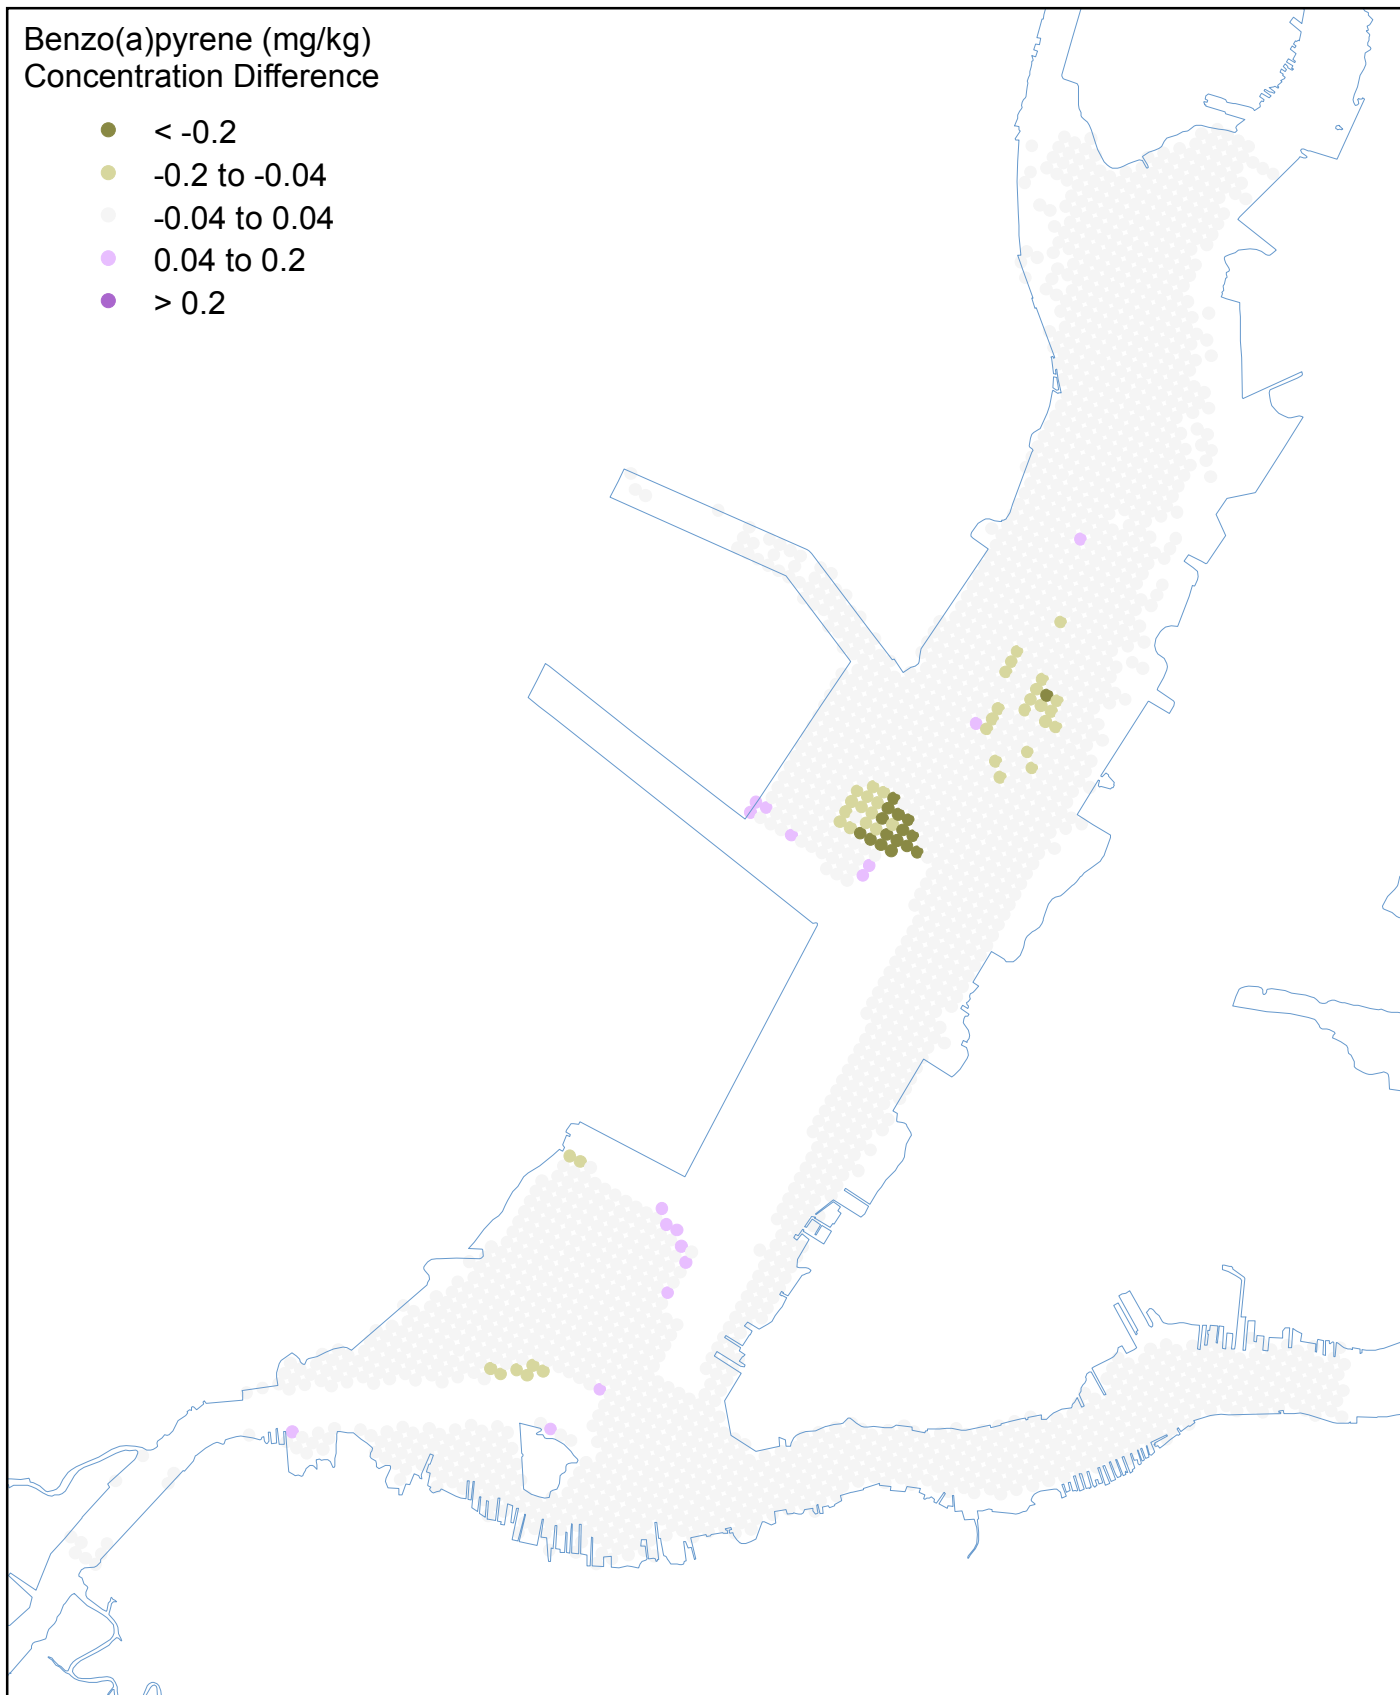 Benzo(a)pyrene (mg/kg)
Concentration Difference
< -0.2
-0.2 to -0.04
-0.04 to 0.04
0.04 to 0.2
> 0.2